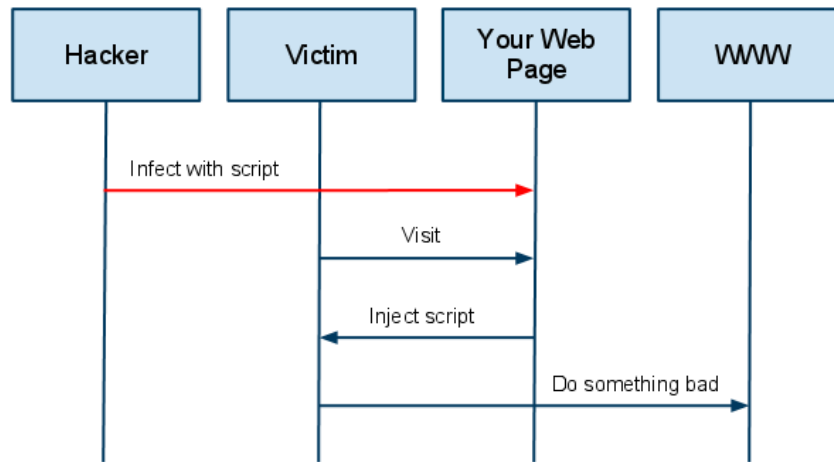 Hacker
Victim
Your Web
Page
WWW
Infect with script
Visit
Inject script
Do something bad